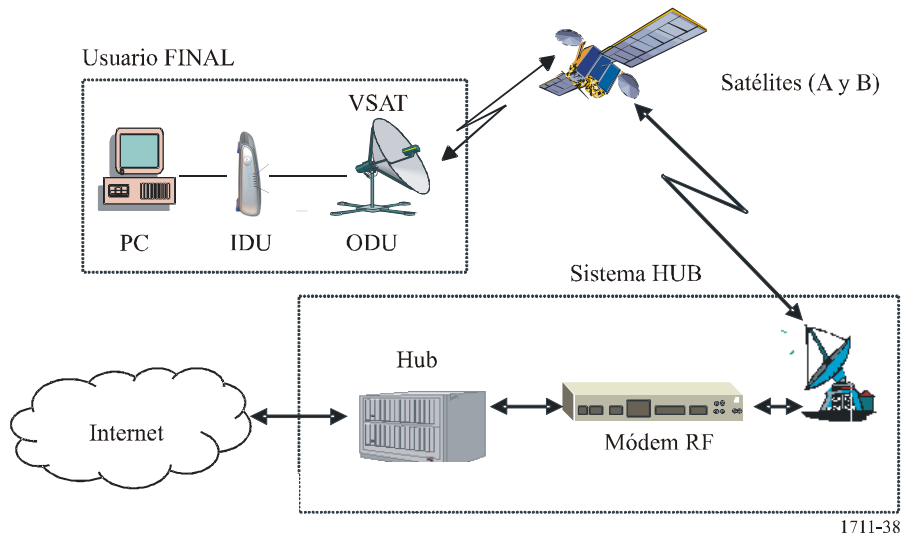 Usuario FINAL
VSAT
Satélites (A y B)
PC
IDU
ODU
Sistema HUB
Hub
Internet
Módem RF
1711-38